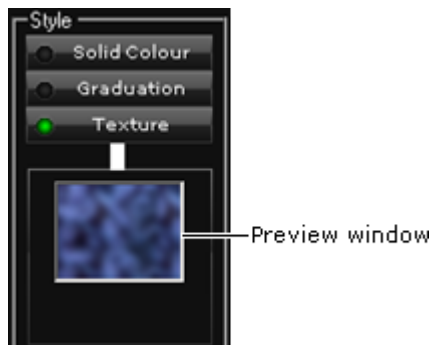 Style
Solid Colour
Graduation
Texture
Preview window